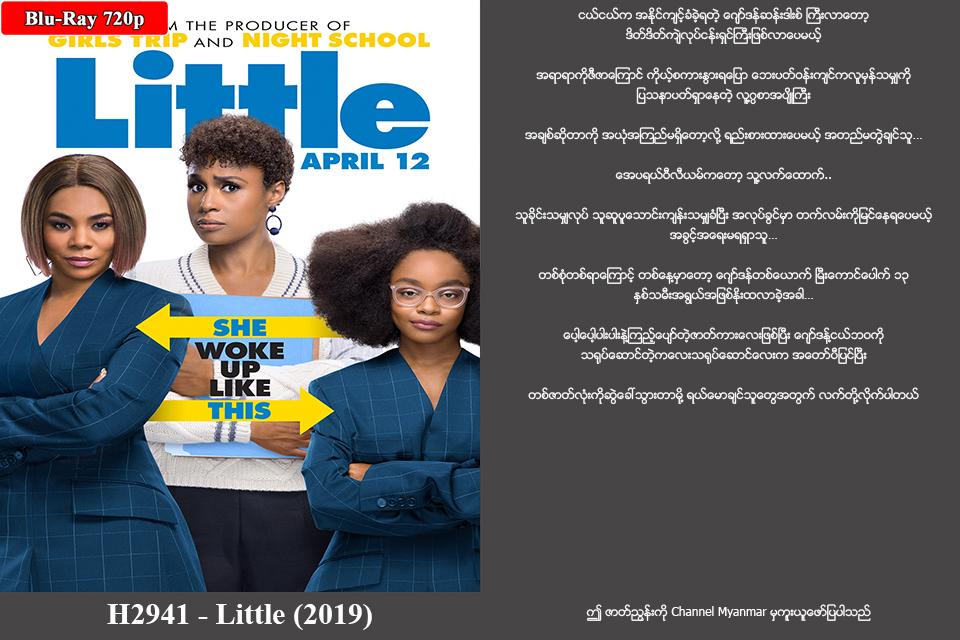 Blu-Ray 720p
M THE PRODUCER OF
GIRLS TRIP AND NIGHT SCHOOL
Little
APRIL 12
SHE
WOKE
UP
LIKE
THIS
H2941 - Little (2019)
ငယ်ငယ်က အနိုင်ကျင့်ခံခဲ့ရတဲ့ ဂျော်ဒန်ဆန်းဒါးစ် ကြီးလာတော့
ဒိတ်ဒိတ်ကျဲလုပ်ငန်းရှင်ကြီးဖြစ်လာပေမယ့်
အရာရာကိုဇီဇာကြောင် ကိုယ့်စကားနွားရပြော ဘေးပတ်ဝန်းကျင်ကလူမှန်သမျှကို
ပြသနာပတ်ရှာနေတဲ့ လူ့ဂွစာအပျိုကြီး
အချစ်ဆိုတာကို အယုံအကြည်မရှိတော့လို့ ရည်းစားထားပေမယ့် အတည်မတွဲချင်သူ...
အေပရယ်ဝီလီယမ်ကတော့ သူ့လက်ထောက်..
သူခိုင်းသမျှလုပ် သူဆူပူသောင်းကျန်းသမျှခံပြီး အလုပ်ခွင်မှာ တက်လမ်းကိုမြင်နေရပေမယ့်
အခွင့်အရေးမရရှာသူ...
တစ်စုံတစ်ရာကြောင့် တစ်နေ့မှာတော့ ဂျော်ဒန်တစ်ယောက် မြီးကောင်ပေါက် ၁၃
နှစ်သမီးအရွယ်အဖြစ်နိုးထလာခဲ့အခါ...
ပေါ့ပေါ့ပါးပါးနဲ့ကြည့်ပျော်တဲ့ဇာတ်ကားလေးဖြစ်ပြီး ဂျော်ဒန့်ငယ်ဘဝကို
သရုပ်ဆောင်တဲ့ကလေးသရုပ်ဆောင်လေးက အတော်ပီပြင်ပြီး
တစ်ဇာတ်လုံးကိုဆွဲခေါ်သွားတာမို့ ရယ်မောချင်သူတွေအတွက် လက်တို့လိုက်ပါတယ်
ဤ ဇာတ်ညွှန်းကို Channel Myanmar မှကူးယူဖော်ပြပါသည်